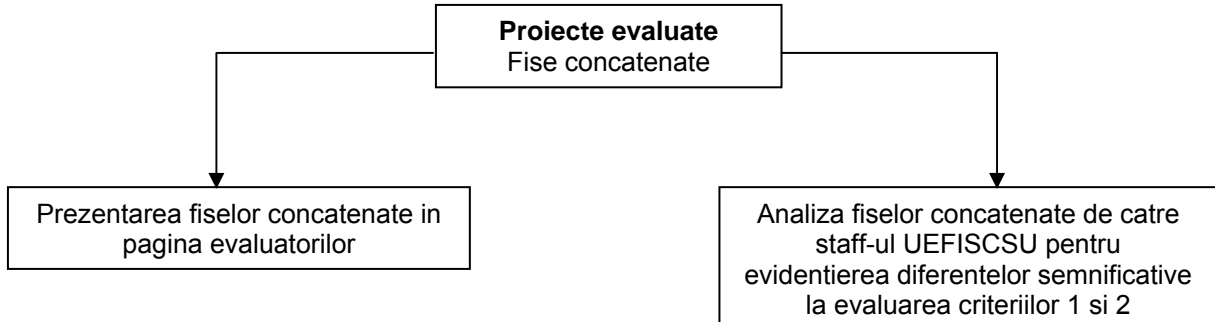 Proiecte evaluate
Fise concatenate
Prezentarea fiselor concatenate in
pagina evaluatorilor
Analiza fiselor concatenate de catre
staff-ul UEFISCSU pentru
evidentierea diferentelor semnificative
la evaluarea criteriilor 1 si 2